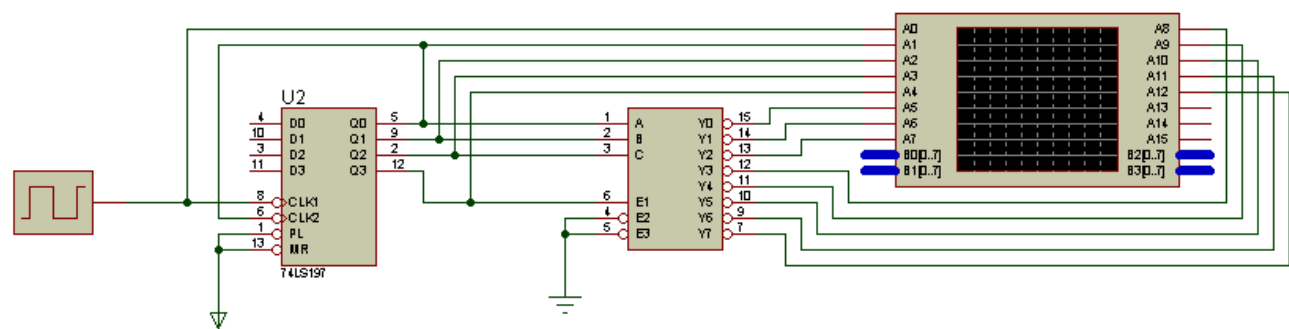 U2
4 D0 Q0 5
10 D1 Q1 9
3 D2 Q2 2
11 D3 Q3 12
8 CLK1
6 CLK2
1 PL
13 MR
74LS197
1 A Y0 15
2 B Y1 14
3 C Y2 13
Y3 12
Y4 11
6 E1 Y5 10
4 E2 Y6 9
5 E3 Y7 7
A0 A8
A1 A9
A2 A10
A3 A11
A4 A12
A5 A13
A6 A14
A7 A15
B0[0..7] B2[0..7]
B1[0..7] B3[0..7]